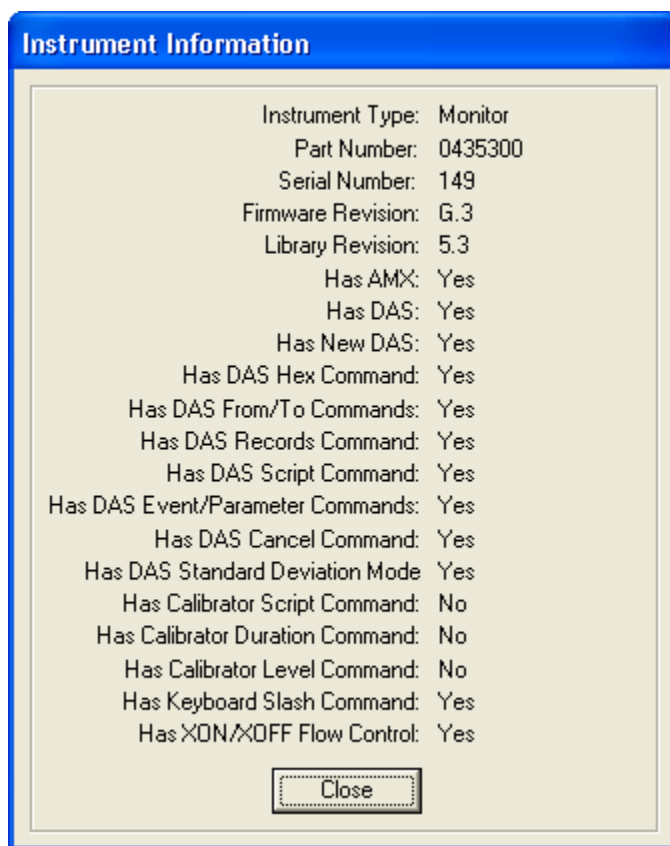 Instrument Information
Instrument Type: Monitor
Part Number: 0435300
Serial Number: 149
Firmware Revision: G.3
Library Revision: 5.3
Has AMX: Yes
Has DAS: Yes
Has New DAS: Yes
Has DAS Hex Command: Yes
Has DAS From/To Commands: Yes
Has DAS Records Command: Yes
Has DAS Script Command: Yes
Has DAS Event/Parameter Commands: Yes
Has DAS Cancel Command: Yes
Has DAS Standard Deviation Mode Yes
Has Calibrator Script Command: No
Has Calibrator Duration Command: No
Has Calibrator Level Command: No
Has Keyboard Slash Command: Yes
Has XON/XOFF Flow Control: Yes
Close